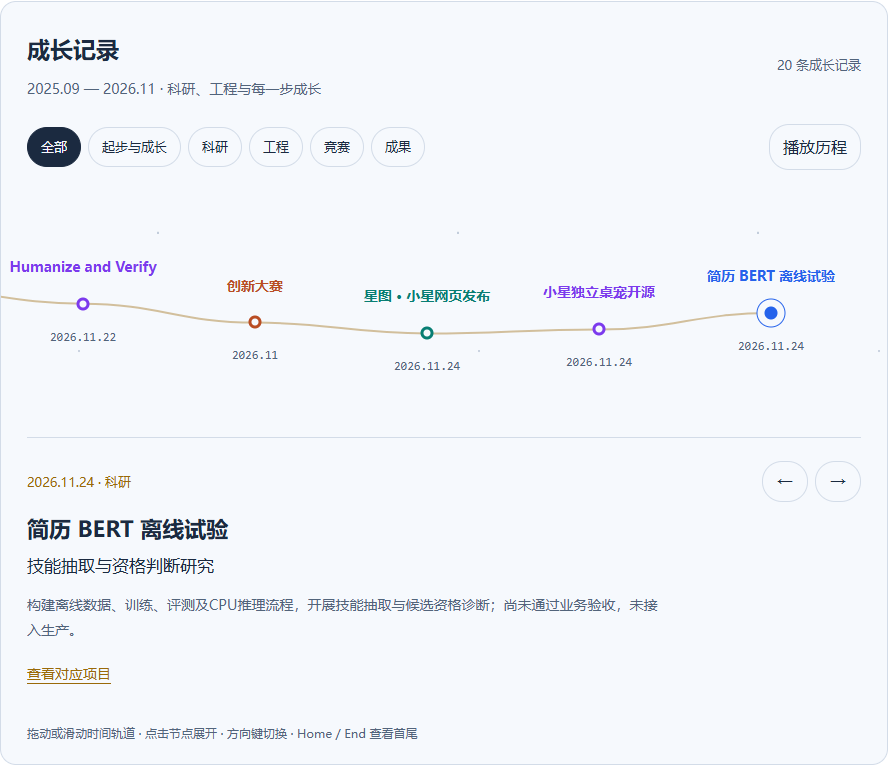 成长记录
20 条成长记录
2025.09 — 2026.11 · 科研、工程与每一步成长
全部
起步与成长
科研
工程
竞赛
成果
播放历程
Humanize and Verify
2026.11.22
创新大赛
2026.11
星图 • 小星网页发布
2026.11.24
小星独立桌宠开源
2026.11.24
简历 BERT 离线试验
2026.11.24
2026.11.24 · 科研
← →
简历 BERT 离线试验
技能抽取与资格判断研究
构建离线数据、训练、评测及CPU推理流程，开展技能抽取与候选资格诊断；尚未通过业务验收，未接
入生产。
查看对应项目
拖动或滑动时间轨道 · 点击节点展开 · 方向键切换 · Home / End 查看首尾